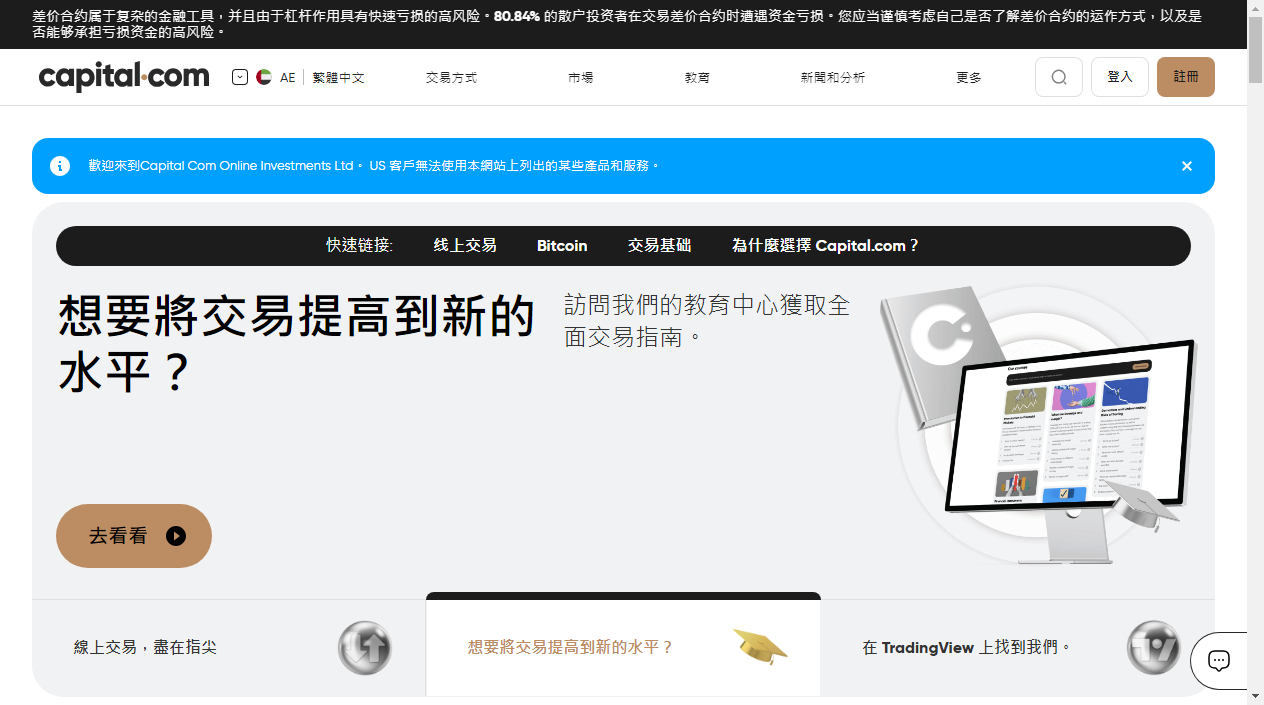 差价合约属于复杂的金融工具，并且由于杠杆作用具有快速亏损的高风险。80.84% 的散户投资者在交易差价合约时遭遇资金亏损。您应当谨慎考虑自己是否了解差价合约的运作方式，以及是
否能够承担亏损资金的高风险。
capital.com
AE
繁體中文
交易方式
市場
教育
新聞和分析
更多
登入
註冊
歡迎來到Capital Com Online Investments Ltd。 US 客戶無法使用本網站上列出的某些產品和服務。
快速链接:
线上交易
Bitcoin
交易基础
為什麼選擇 Capital.com？
想要將交易提高到新的
水平？
訪問我們的教育中心獲取全
面交易指南。
去看看
線上交易，盡在指尖
想要將交易提高到新的水平？
在 TradingView 上找到我們。